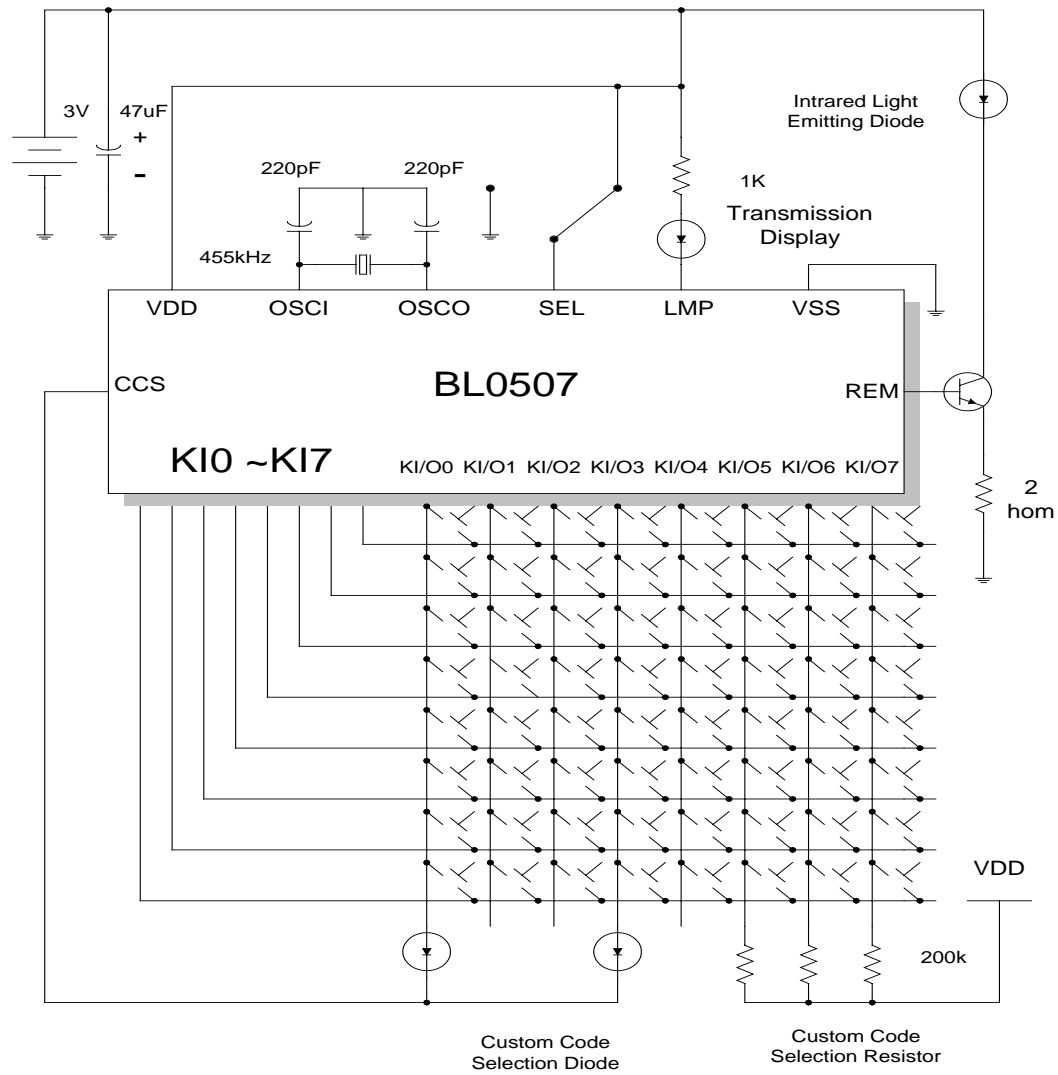 3V
47uF
+
-
220pF
220pF
455kHz
Intrared Light
Emitting Diode
1K
Transmission
Display
VDD
OSCI
OSCO
SEL
LMP
VSS
CCS
BL0507
REM
KI0 ~KI7
KI/O0
KI/O1
KI/O2
KI/O3
KI/O4
KI/O5
KI/O6
KI/O7
2
hom
VDD
200k
Custom Code
Selection Diode
Custom Code
Selection Resistor